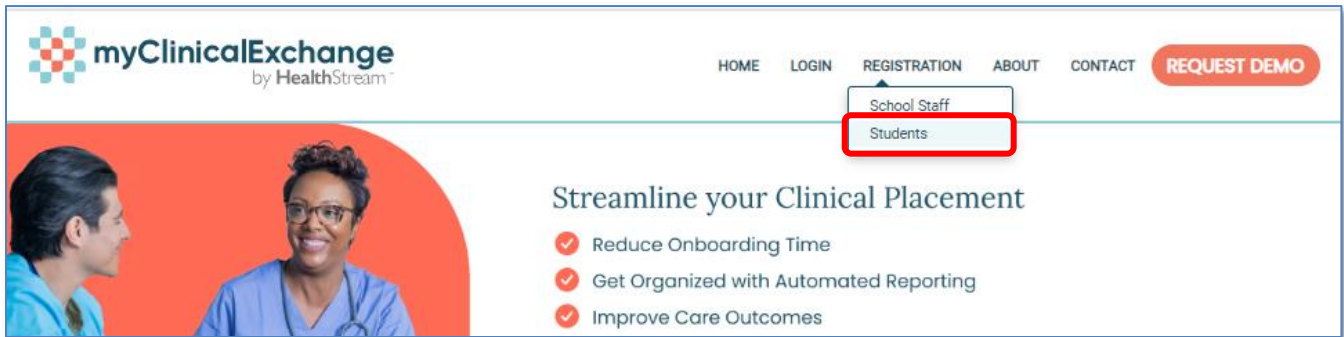 myClinicalExchange
by HealthStream™
HOME LOGIN REGISTRATION ABOUT CONTACT REQUEST DEMO
School Staff
Students
Streamline your Clinical Placement
Reduce Onboarding Time
Get Organized with Automated Reporting
Improve Care Outcomes